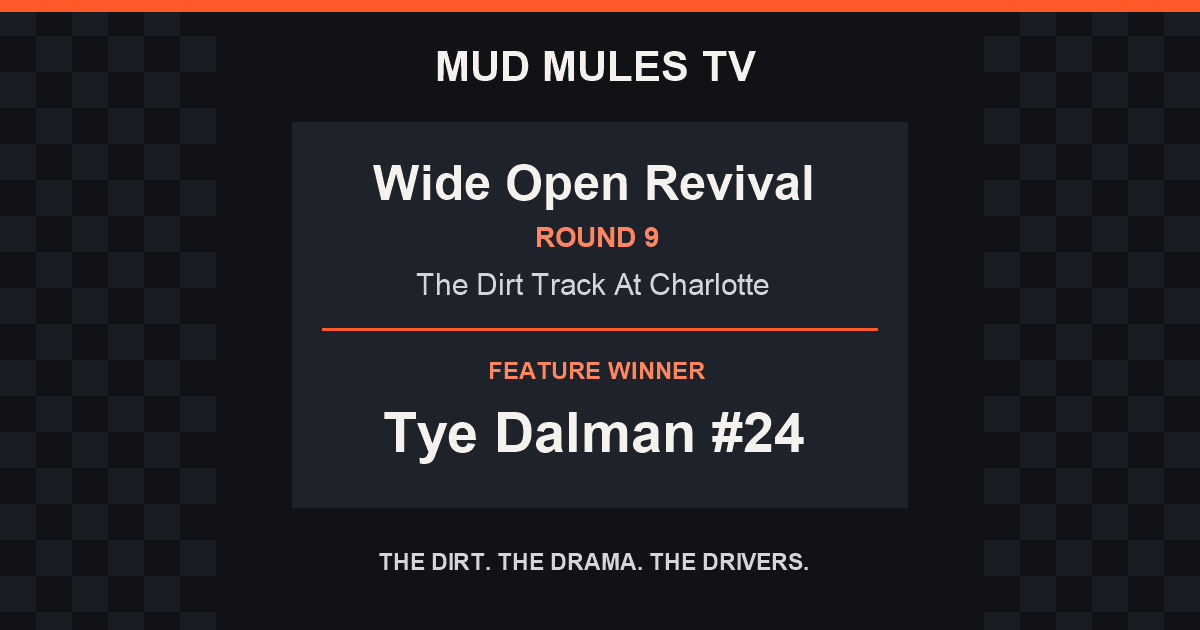 MUD MULES TV
Wide Open Revival
ROUND 9
The Dirt Track At Charlotte
FEATURE WINNER
Tye Dalman #24
THE DIRT. THE DRAMA. THE DRIVERS.